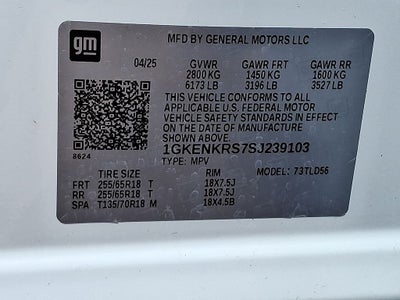 gm
MFD BY GENERAL MOTORS LLC
04/25 GVWR GAWR FRT GAWR RR
2800 KG 1450 KG 1600 KG
6173 LB 3196 LB 3527 LB
THIS VEHICLE CONFORMS TO ALL
APPLICABLE U.S. FEDERAL MOTOR
VEHICLE SAFETY STANDARDS IN EFFECT
ON THE DATE OF MANUFACTURE
SHOWN ABOVE.
8624
1GKENKRS7SJ239103
TYPE: MPV
TIRE SIZE RIM MODEL: 73TLD56
FRT 255/65R18 T 18X7.5J
RR 255/65R18 T 18X7.5J
SPA T135/70R18 M 18X4.5B